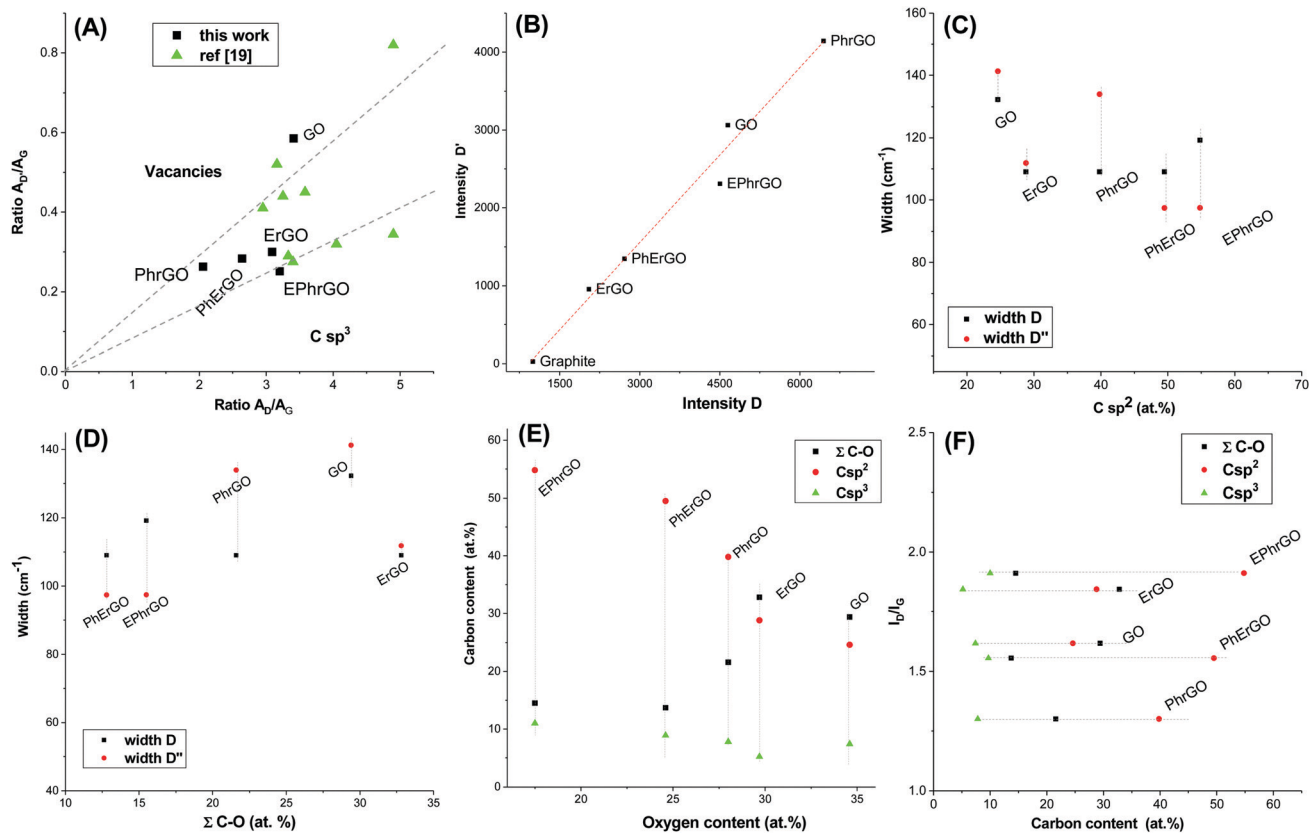 (A)
this work
ref [19]
GO
Vacancies
ErGO
PhrGO
PhErGO
EPhrGO
C sp³
0.8
0.6
0.4
0.2
0.0
0
1
2
3
4
5
Ratio A_D'/A_G
Ratio A_D/A_G
(B)
PhrGO
GO
EPhrGO
PhErGO
ErGO
Graphite
4000
3000
2000
1000
0
1500
3000
4500
6000
Intensity D'
Intensity D
(C)
GO
ErGO
PhrGO
PhErGO
EPhrGO
width D
width D"
160
140
120
100
80
60
20
30
40
50
60
70
Width (cm⁻¹)
C sp² (at.%)
(D)
GO
PhrGO
ErGO
PhErGO
EPhrGO
width D
width D"
140
120
100
80
60
40
10
15
20
25
30
35
Width (cm⁻¹)
Σ C-O (at. %)
(E)
Σ C-O
Csp²
Csp³
EPhrGO
PhErGO
PhrGO
ErGO
GO
60
50
40
30
20
10
0
20
25
30
35
Carbon content (at.%)
Oxygen content (at.%)
(F)
Σ C-O
Csp²
Csp³
EPhrGO
ErGO
GO
PhErGO
PhrGO
2.5
2.0
1.5
1.0
0
10
20
30
40
50
60
I_D/I_G
Carbon content (at.%)